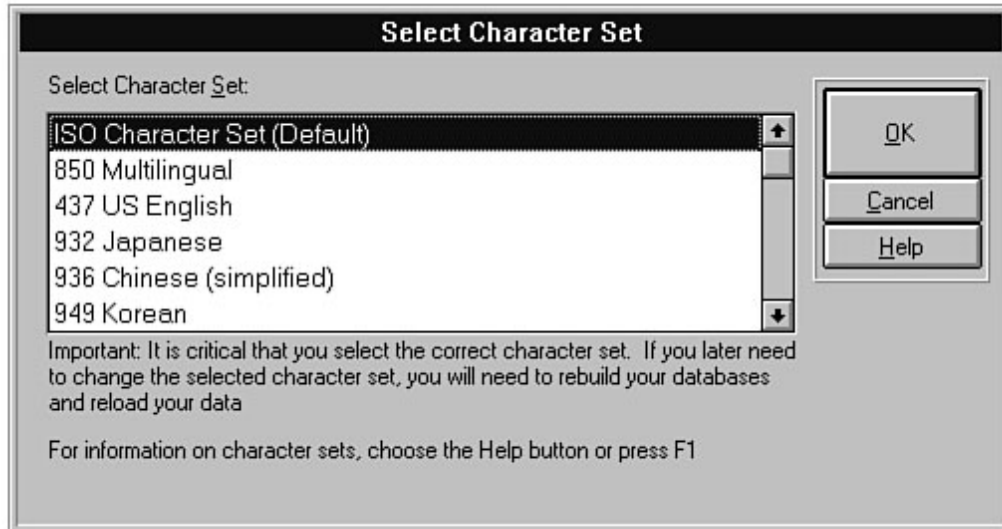 Select Character Set
Select Character Set:
ISO Character Set (Default)
850 Multilingual
437 US English
932 Japanese
936 Chinese (simplified)
949 Korean
OK
Cancel
Help
Important: It is critical that you select the correct character set. If you later need
to change the selected character set, you will need to rebuild your databases
and reload your data
For information on character sets, choose the Help button or press F1